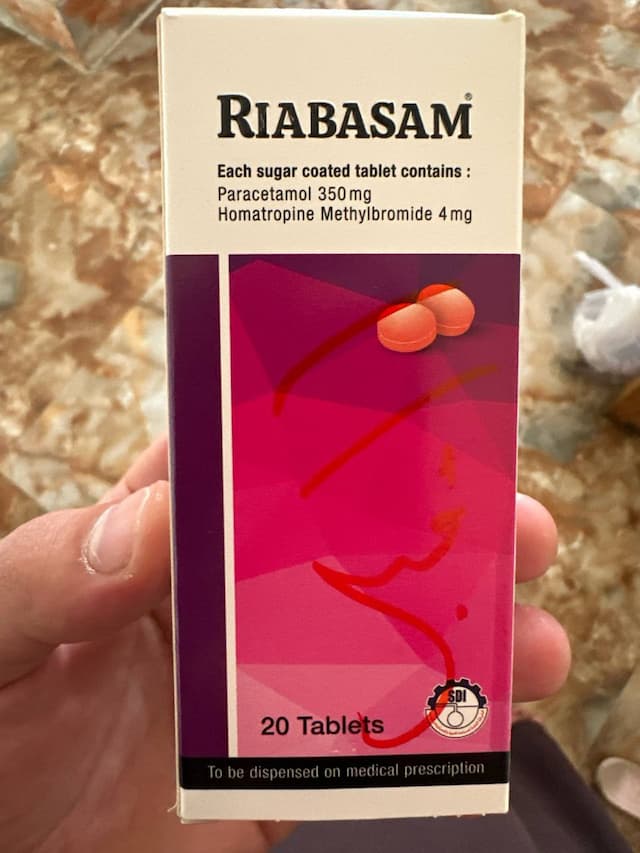 RIABASAM®
Each sugar coated tablet contains :
Paracetamol 350 mg
Homatropine Methylbromide 4 mg
SDI
20 Tablets
To be dispensed on medical prescription